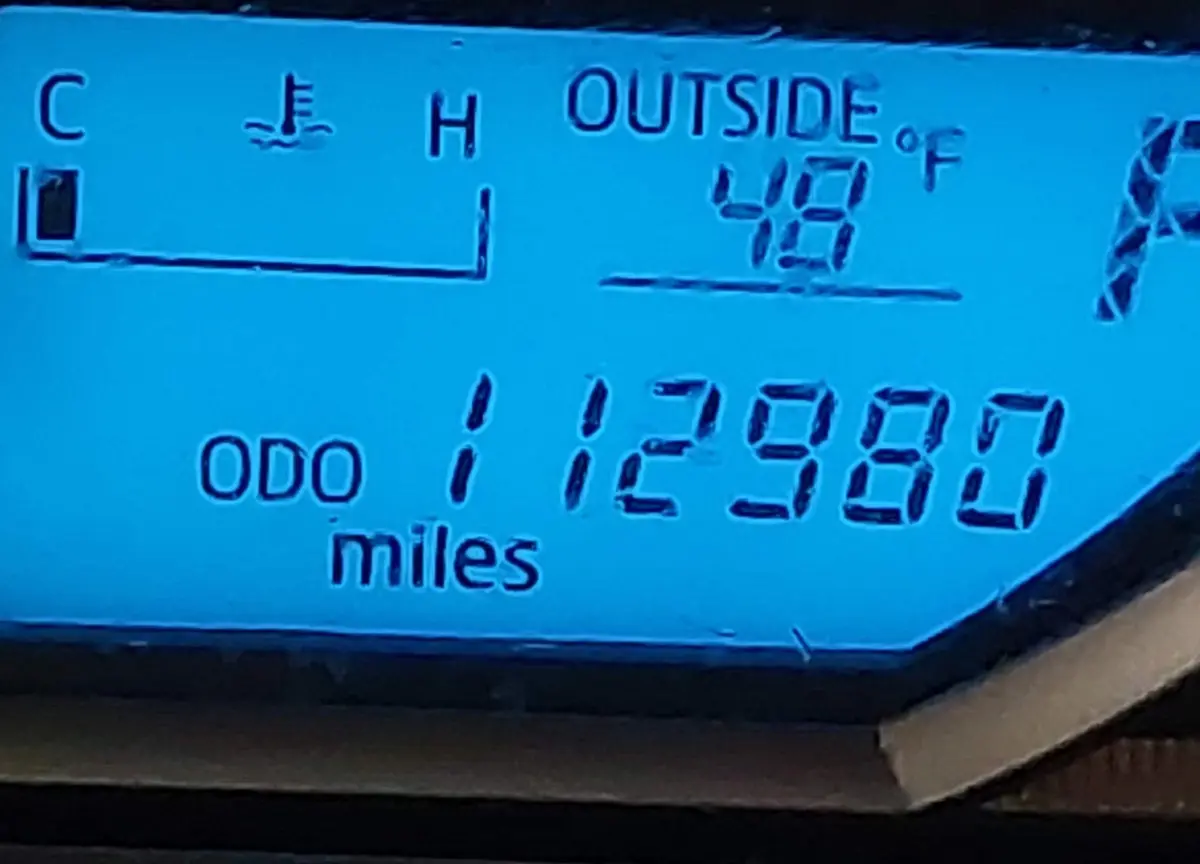 C H OUTSIDE
48 °F
ODO 112980
miles